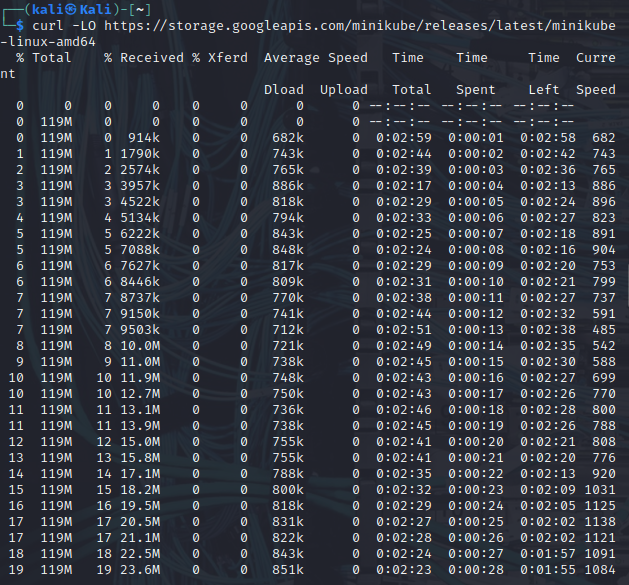 ┌──(kali㉿Kali)-[~]
└─$ curl -LO https://storage.googleapis.com/minikube/releases/latest/minikube
-linux-amd64
  % Total    % Received % Xferd  Average Speed   Time    Time     Time  Curre
nt
                                 Dload  Upload   Total   Spent    Left  Speed
  0     0    0     0    0     0      0      0 --:--:-- --:--:-- --:--:--
  0  119M    0     0    0     0      0      0 --:--:-- --:--:-- --:--:--
  0  119M    0  914k    0     0   682k      0  0:02:59  0:00:01  0:02:58  682
  1  119M    1 1790k    0     0   743k      0  0:02:44  0:00:02  0:02:42  743
  2  119M    2 2574k    0     0   765k      0  0:02:39  0:00:03  0:02:36  765
  3  119M    3 3957k    0     0   886k      0  0:02:17  0:00:04  0:02:13  886
  3  119M    3 4522k    0     0   818k      0  0:02:29  0:00:05  0:02:24  896
  4  119M    4 5134k    0     0   794k      0  0:02:33  0:00:06  0:02:27  823
  5  119M    5 6222k    0     0   843k      0  0:02:25  0:00:07  0:02:18  891
  5  119M    5 7088k    0     0   848k      0  0:02:24  0:00:08  0:02:16  904
  6  119M    6 7627k    0     0   817k      0  0:02:29  0:00:09  0:02:20  753
  6  119M    6 8446k    0     0   809k      0  0:02:31  0:00:10  0:02:21  799
  7  119M    7 8737k    0     0   770k      0  0:02:38  0:00:11  0:02:27  737
  7  119M    7 9150k    0     0   741k      0  0:02:44  0:00:12  0:02:32  591
  7  119M    7 9503k    0     0   712k      0  0:02:51  0:00:13  0:02:38  485
  8  119M    8 10.0M    0     0   721k      0  0:02:49  0:00:14  0:02:35  542
  9  119M    9 11.0M    0     0   738k      0  0:02:45  0:00:15  0:02:30  588
 10  119M   10 11.9M    0     0   748k      0  0:02:43  0:00:16  0:02:27  699
 10  119M   10 12.7M    0     0   750k      0  0:02:43  0:00:17  0:02:26  770
 11  119M   11 13.1M    0     0   736k      0  0:02:46  0:00:18  0:02:28  800
 11  119M   11 13.9M    0     0   738k      0  0:02:45  0:00:19  0:02:26  788
 12  119M   12 15.0M    0     0   755k      0  0:02:41  0:00:20  0:02:21  808
 13  119M   13 15.8M    0     0   755k      0  0:02:41  0:00:21  0:02:20  776
 14  119M   14 17.1M    0     0   788k      0  0:02:35  0:00:22  0:02:13  920
 15  119M   15 18.2M    0     0   800k      0  0:02:32  0:00:23  0:02:09 1031
 16  119M   16 19.5M    0     0   818k      0  0:02:29  0:00:24  0:02:05 1125
 17  119M   17 20.5M    0     0   831k      0  0:02:27  0:00:25  0:02:02 1138
 17  119M   17 21.1M    0     0   822k      0  0:02:28  0:00:26  0:02:02 1121
 18  119M   18 22.5M    0     0   843k      0  0:02:24  0:00:27  0:01:57 1091
 19  119M   19 23.6M    0     0   851k      0  0:02:23  0:00:28  0:01:55 1084